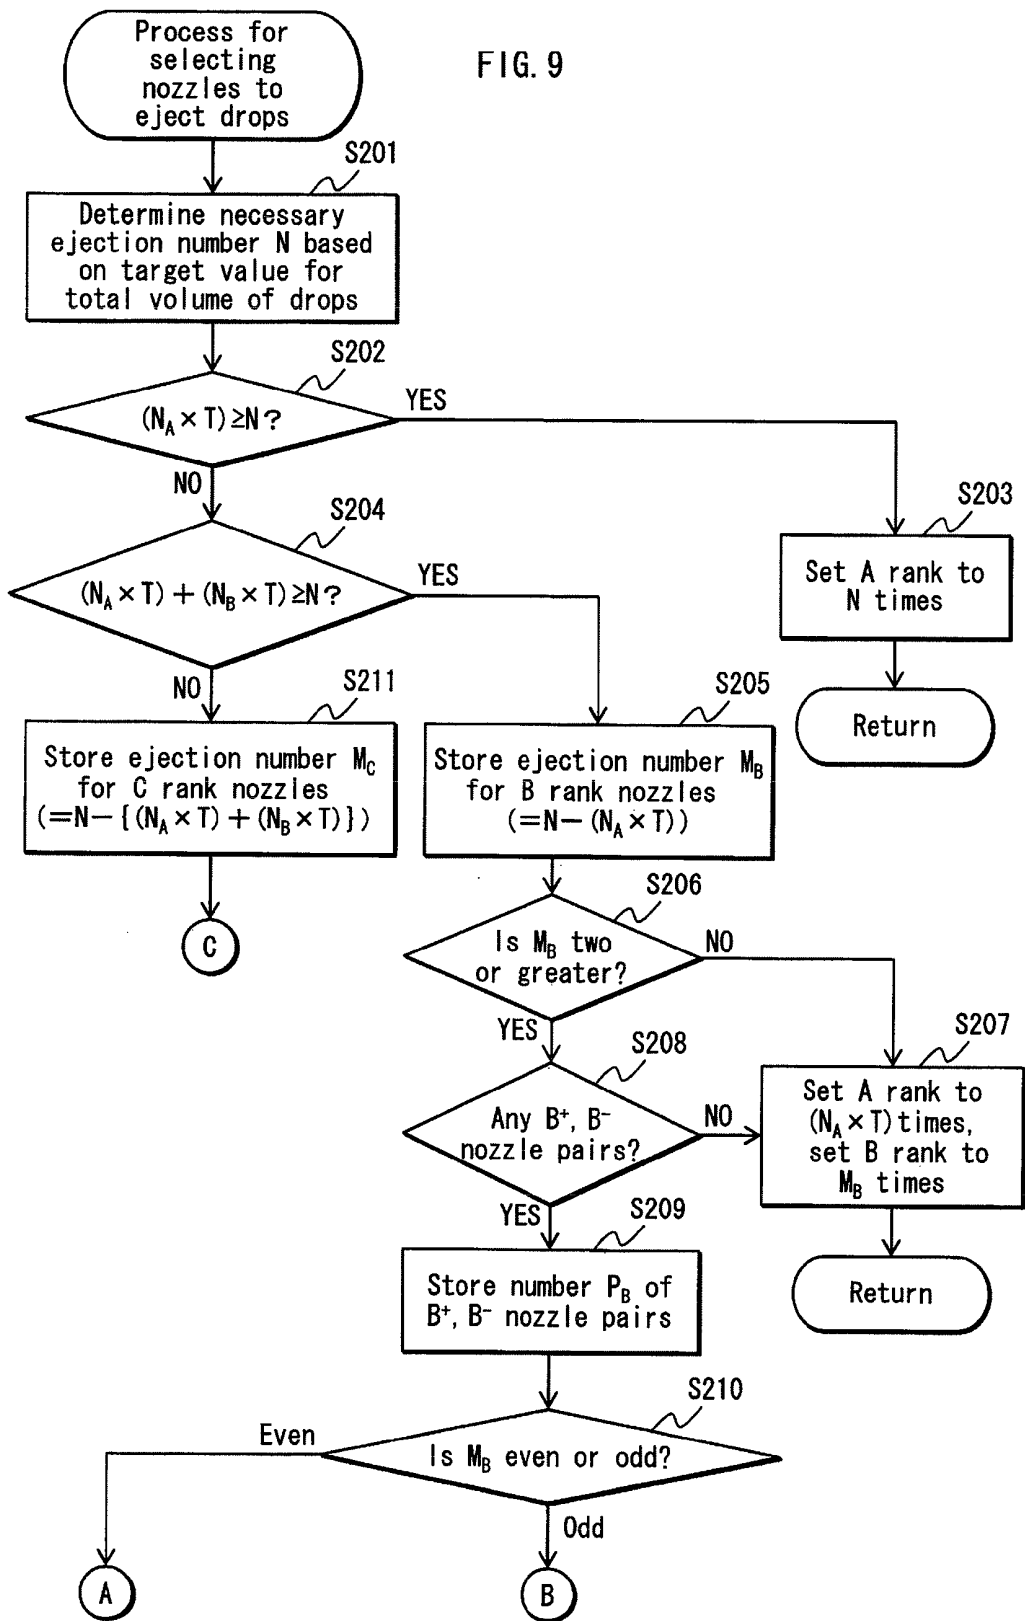 Process for
selecting
nozzles to
eject drops
FIG. 9
S201
Determine necessary
ejection number N based
on target value for
total volume of drops
S202
(N_A × T) ≥N?
YES
NO
S203
Set A rank to
N times
Return
S204
(N_A × T) + (N_B × T) ≥N?
YES
NO
S211
Store ejection number M_C
for C rank nozzles
(=N−{(N_A × T) + (N_B × T)})
C
S205
Store ejection number M_B
for B rank nozzles
(=N−(N_A × T))
S206
Is M_B two
or greater?
NO
YES
S207
Set A rank to
(N_A × T) times,
set B rank to
M_B times
Return
S208
Any B⁺, B⁻
nozzle pairs?
NO
YES
S209
Store number P_B of
B⁺, B⁻ nozzle pairs
S210
Is M_B even or odd?
Even
Odd
A
B